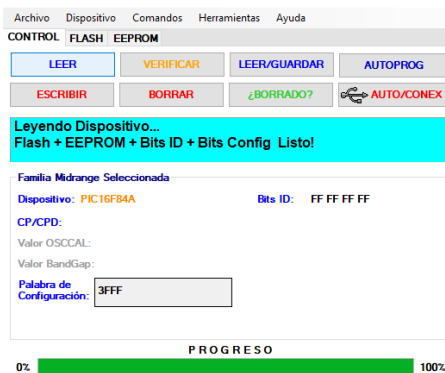 Archivo Dispositivo Comandos Herramientas Ayuda
CONTROL FLASH EEPROM
LEER VERIFICAR LEER/GUARDAR AUTOPROG
ESCRIBIR BORRAR ¿BORRADO? AUTO/CONEX
Leyendo Dispositivo...
Flash + EEPROM + Bits ID + Bits Config Listo!
Familia Midrange Seleccionada
Dispositivo: PIC16F84A Bits ID: FF FF FF FF
CP/CPD:
Valor OSCCAL:
Valor BandGap:
Palabra de
Configuración: 3FFF
PROGRESO
0% 100%